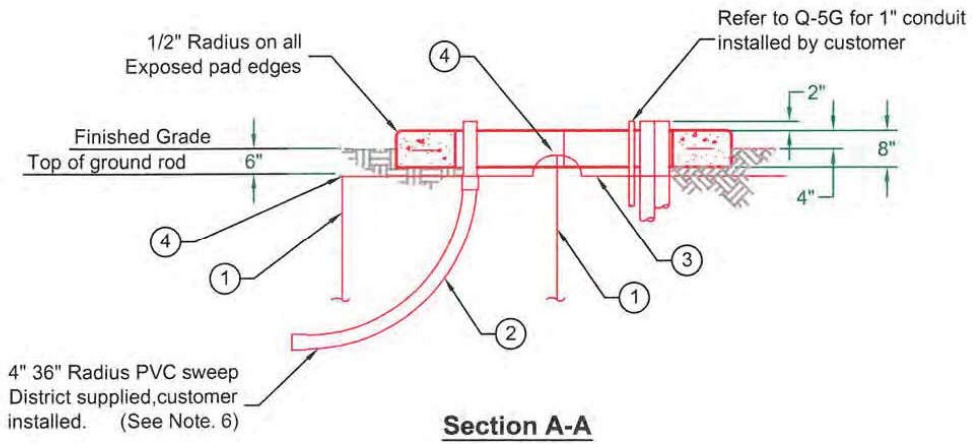 Refer to Q-5G for 1" conduit
installed by customer
1/2" Radius on all
Exposed pad edges
4
2"
Finished Grade
Top of ground rod
6"
8"
4"
4
1
3
1
2
4" 36" Radius PVC sweep
District supplied,customer
installed. (See Note. 6)
Section A-A